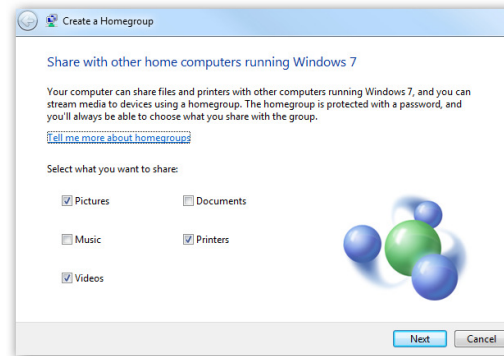 Create a Homegroup
Share with other home computers running Windows 7
Your computer can share files and printers with other computers running Windows 7, and you can
stream media to devices using a homegroup. The homegroup is protected with a password, and
you'll always be able to choose what you share with the group.
Tell me more about homegroups
Select what you want to share:
Pictures Documents
Music Printers
Videos
Next Cancel